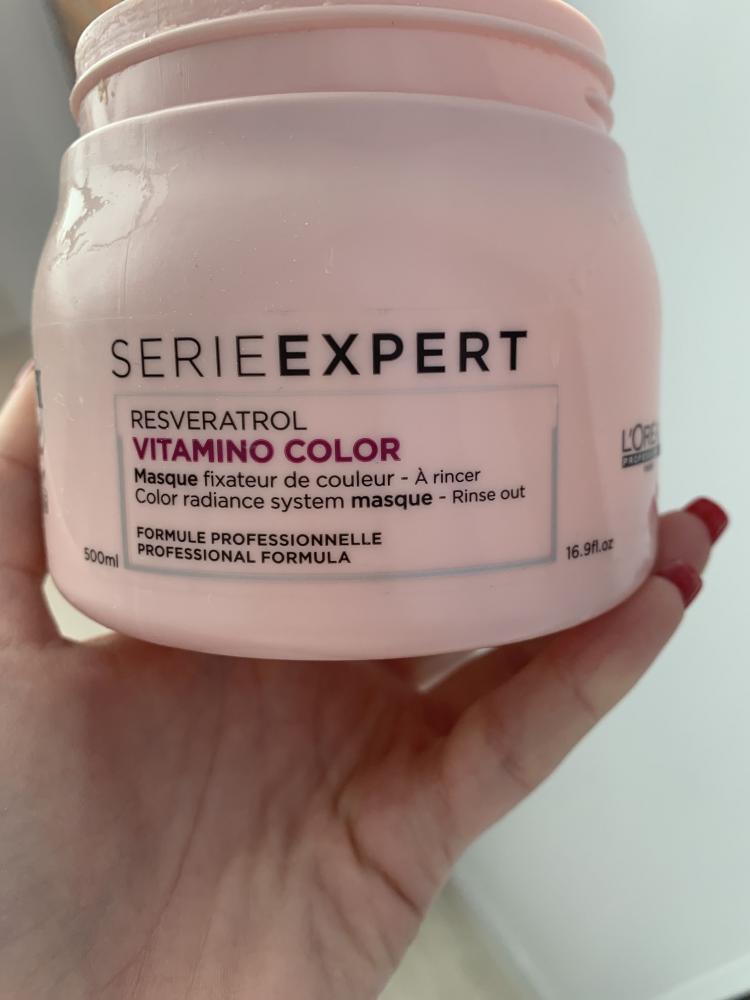 SERIEEXPERT
RESVERATROL
VITAMINO COLOR
Masque fixateur de couleur - À rincer
Color radiance system masque - Rinse out
FORMULE PROFESSIONNELLE
PROFESSIONAL FORMULA
500ml
16.9fl.oz
L'ORÉ